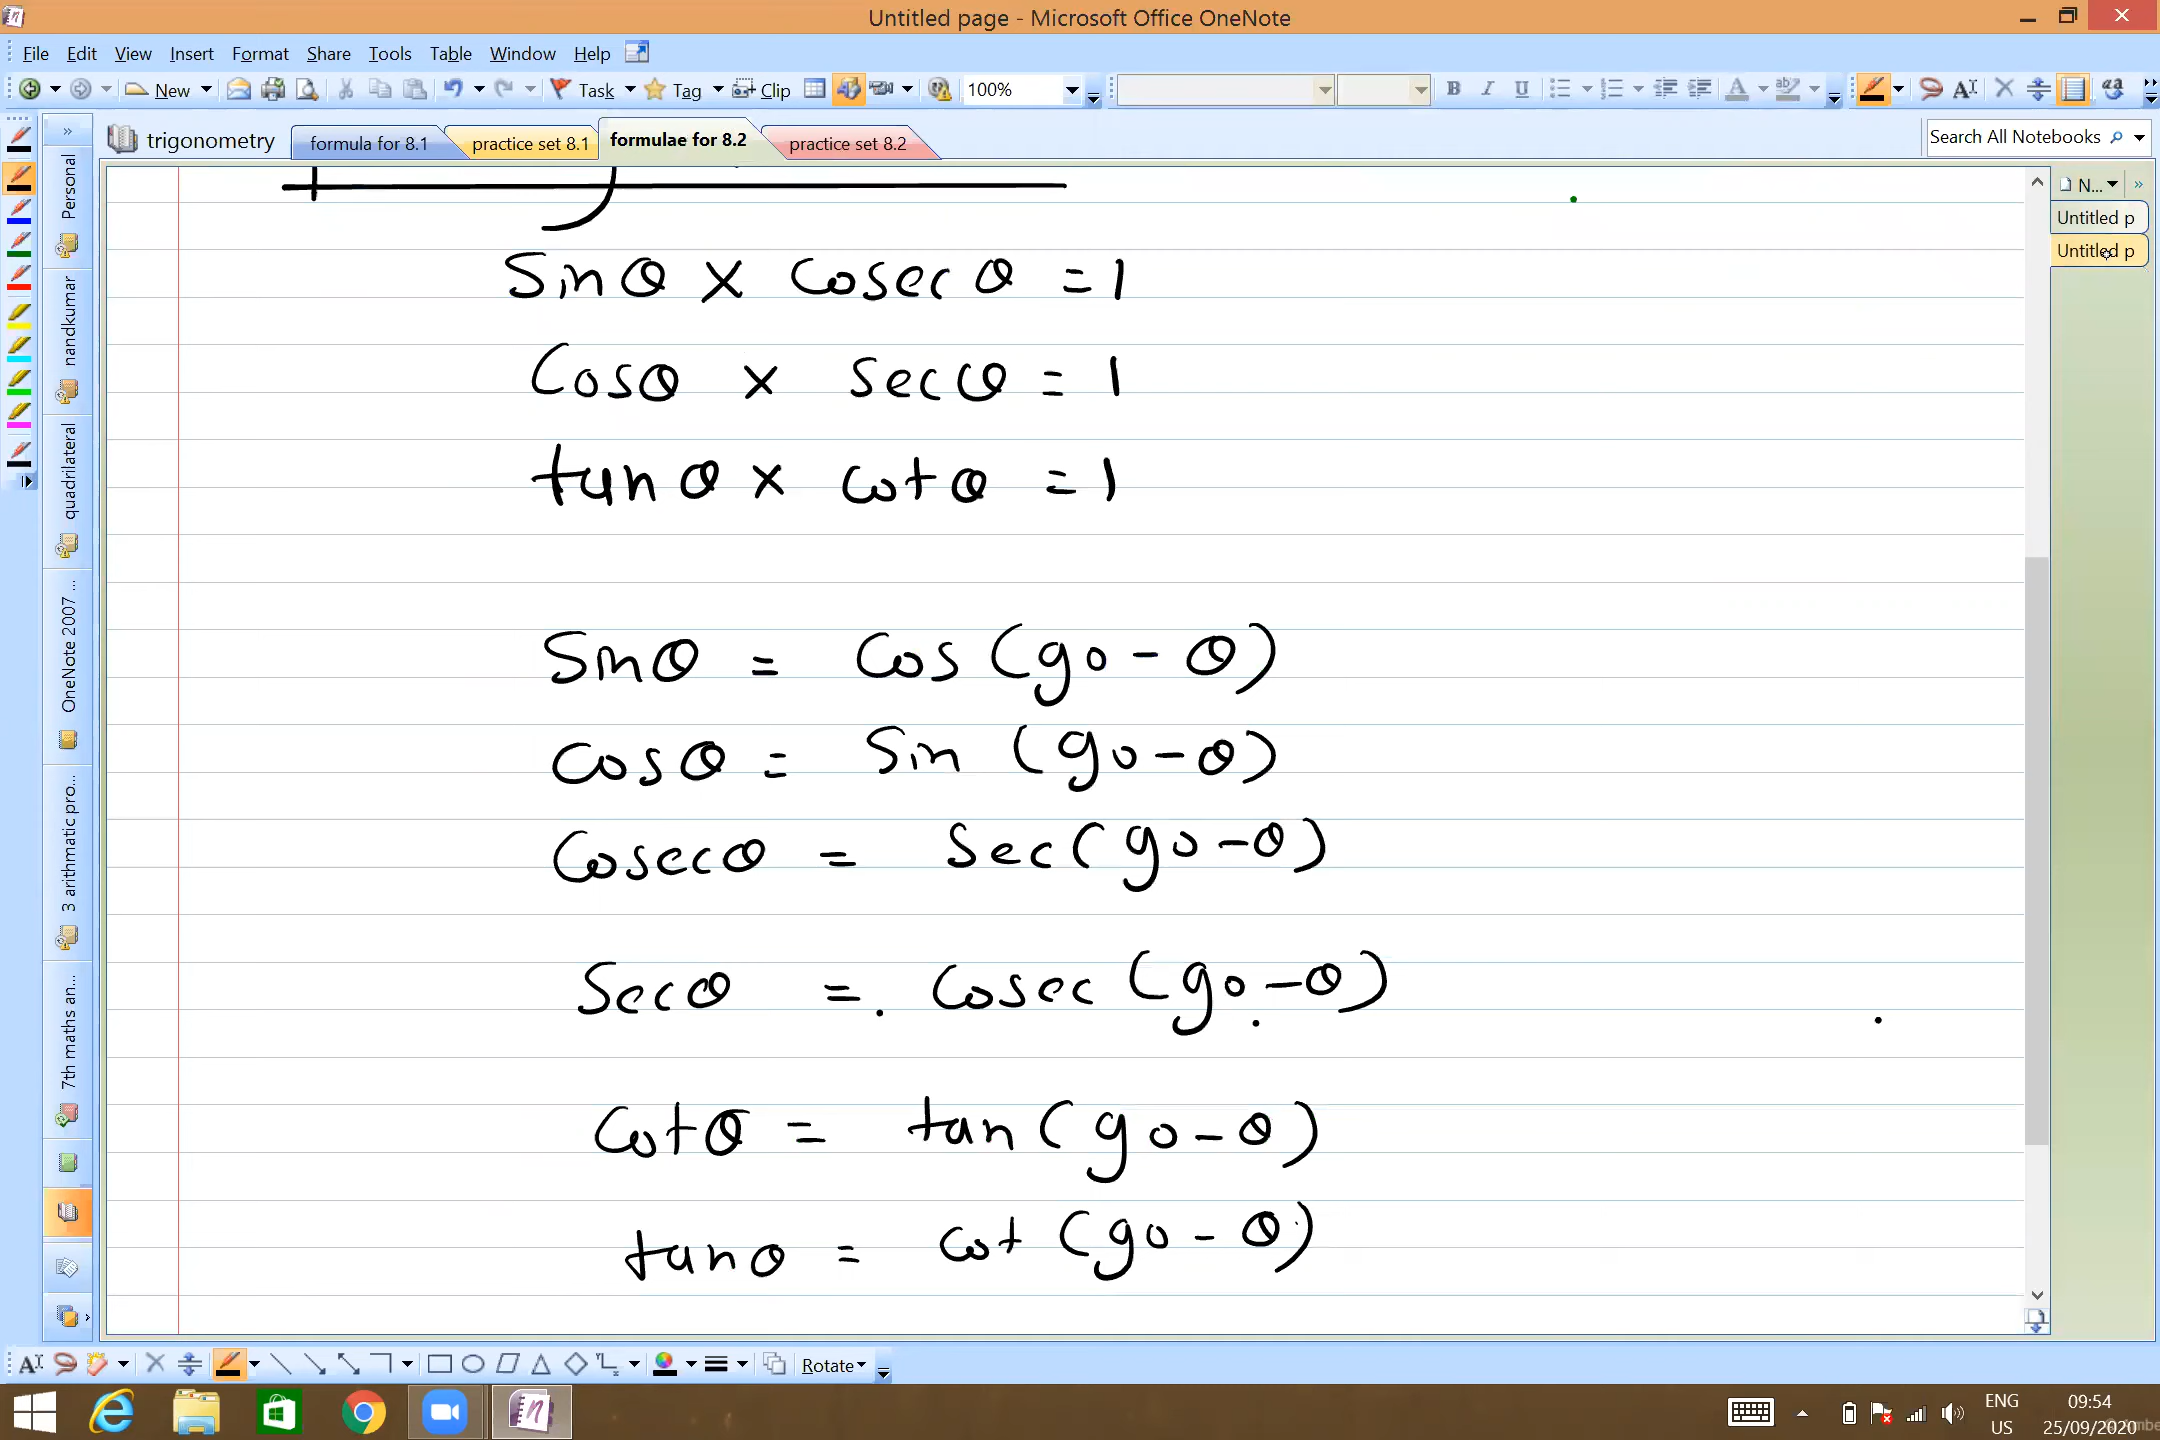 Untitled page - Microsoft Office OneNote
File Edit View Insert Format Share Tools Table Window Help
New Task Tag Clip 100% B I U A ab
trigonometry formula for 8.1 practice set 8.1 formulae for 8.2 practice set 8.2 Search All Notebooks
N...
Untitled p
Untitled p
Personal
nandkumar
quadrilateral
OneNote 2007 ...
3 arithmatic pro...
7th maths an...
Sinθ × Cosecθ = 1
Cosθ × secθ = 1
tanθ × cotθ = 1
Sinθ = Cos (90 - θ)
Cosθ = Sin (90 - θ)
Cosecθ = Sec (90 - θ)
Secθ = Cosec (90 - θ)
Cotθ = tan (90 - θ)
tanθ = cot (90 - θ)
Rotate
ENG 09:54
US 25/09/2020